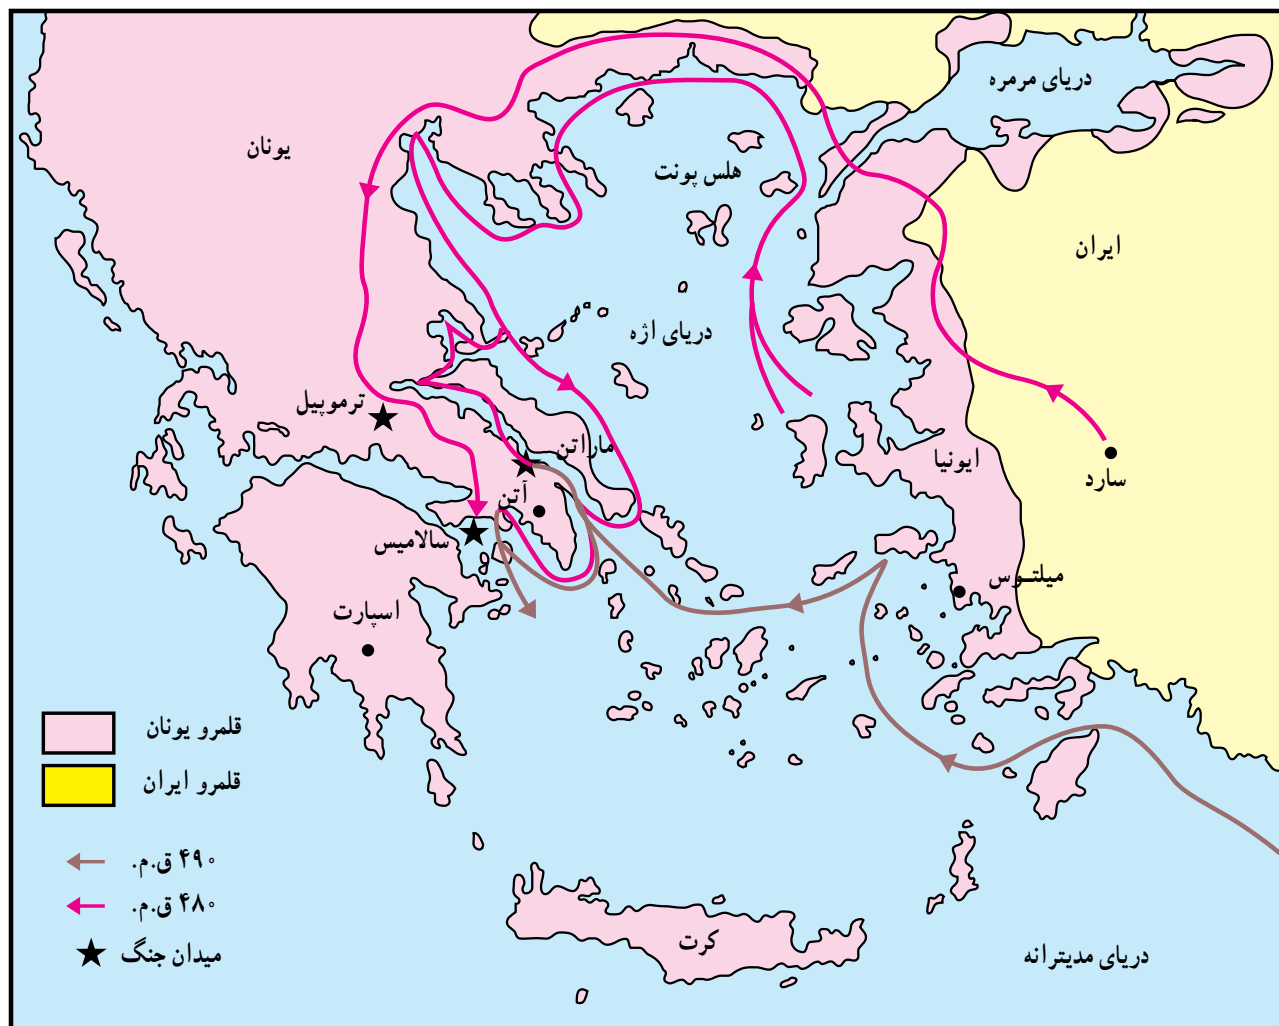 دریای مرمره
یونان
هلس پونت
ایران
دریای اژه
ترموپیل
ماراتن
ایونیا
سارد
آتن
سالامیس
میلتـوس
اسپارت
قلمرو یونان
قلمرو ایران
۴۹۰ ق.م.
۴۸۰ ق.م.
میدان جنگ
کرت
دریای مدیترانه